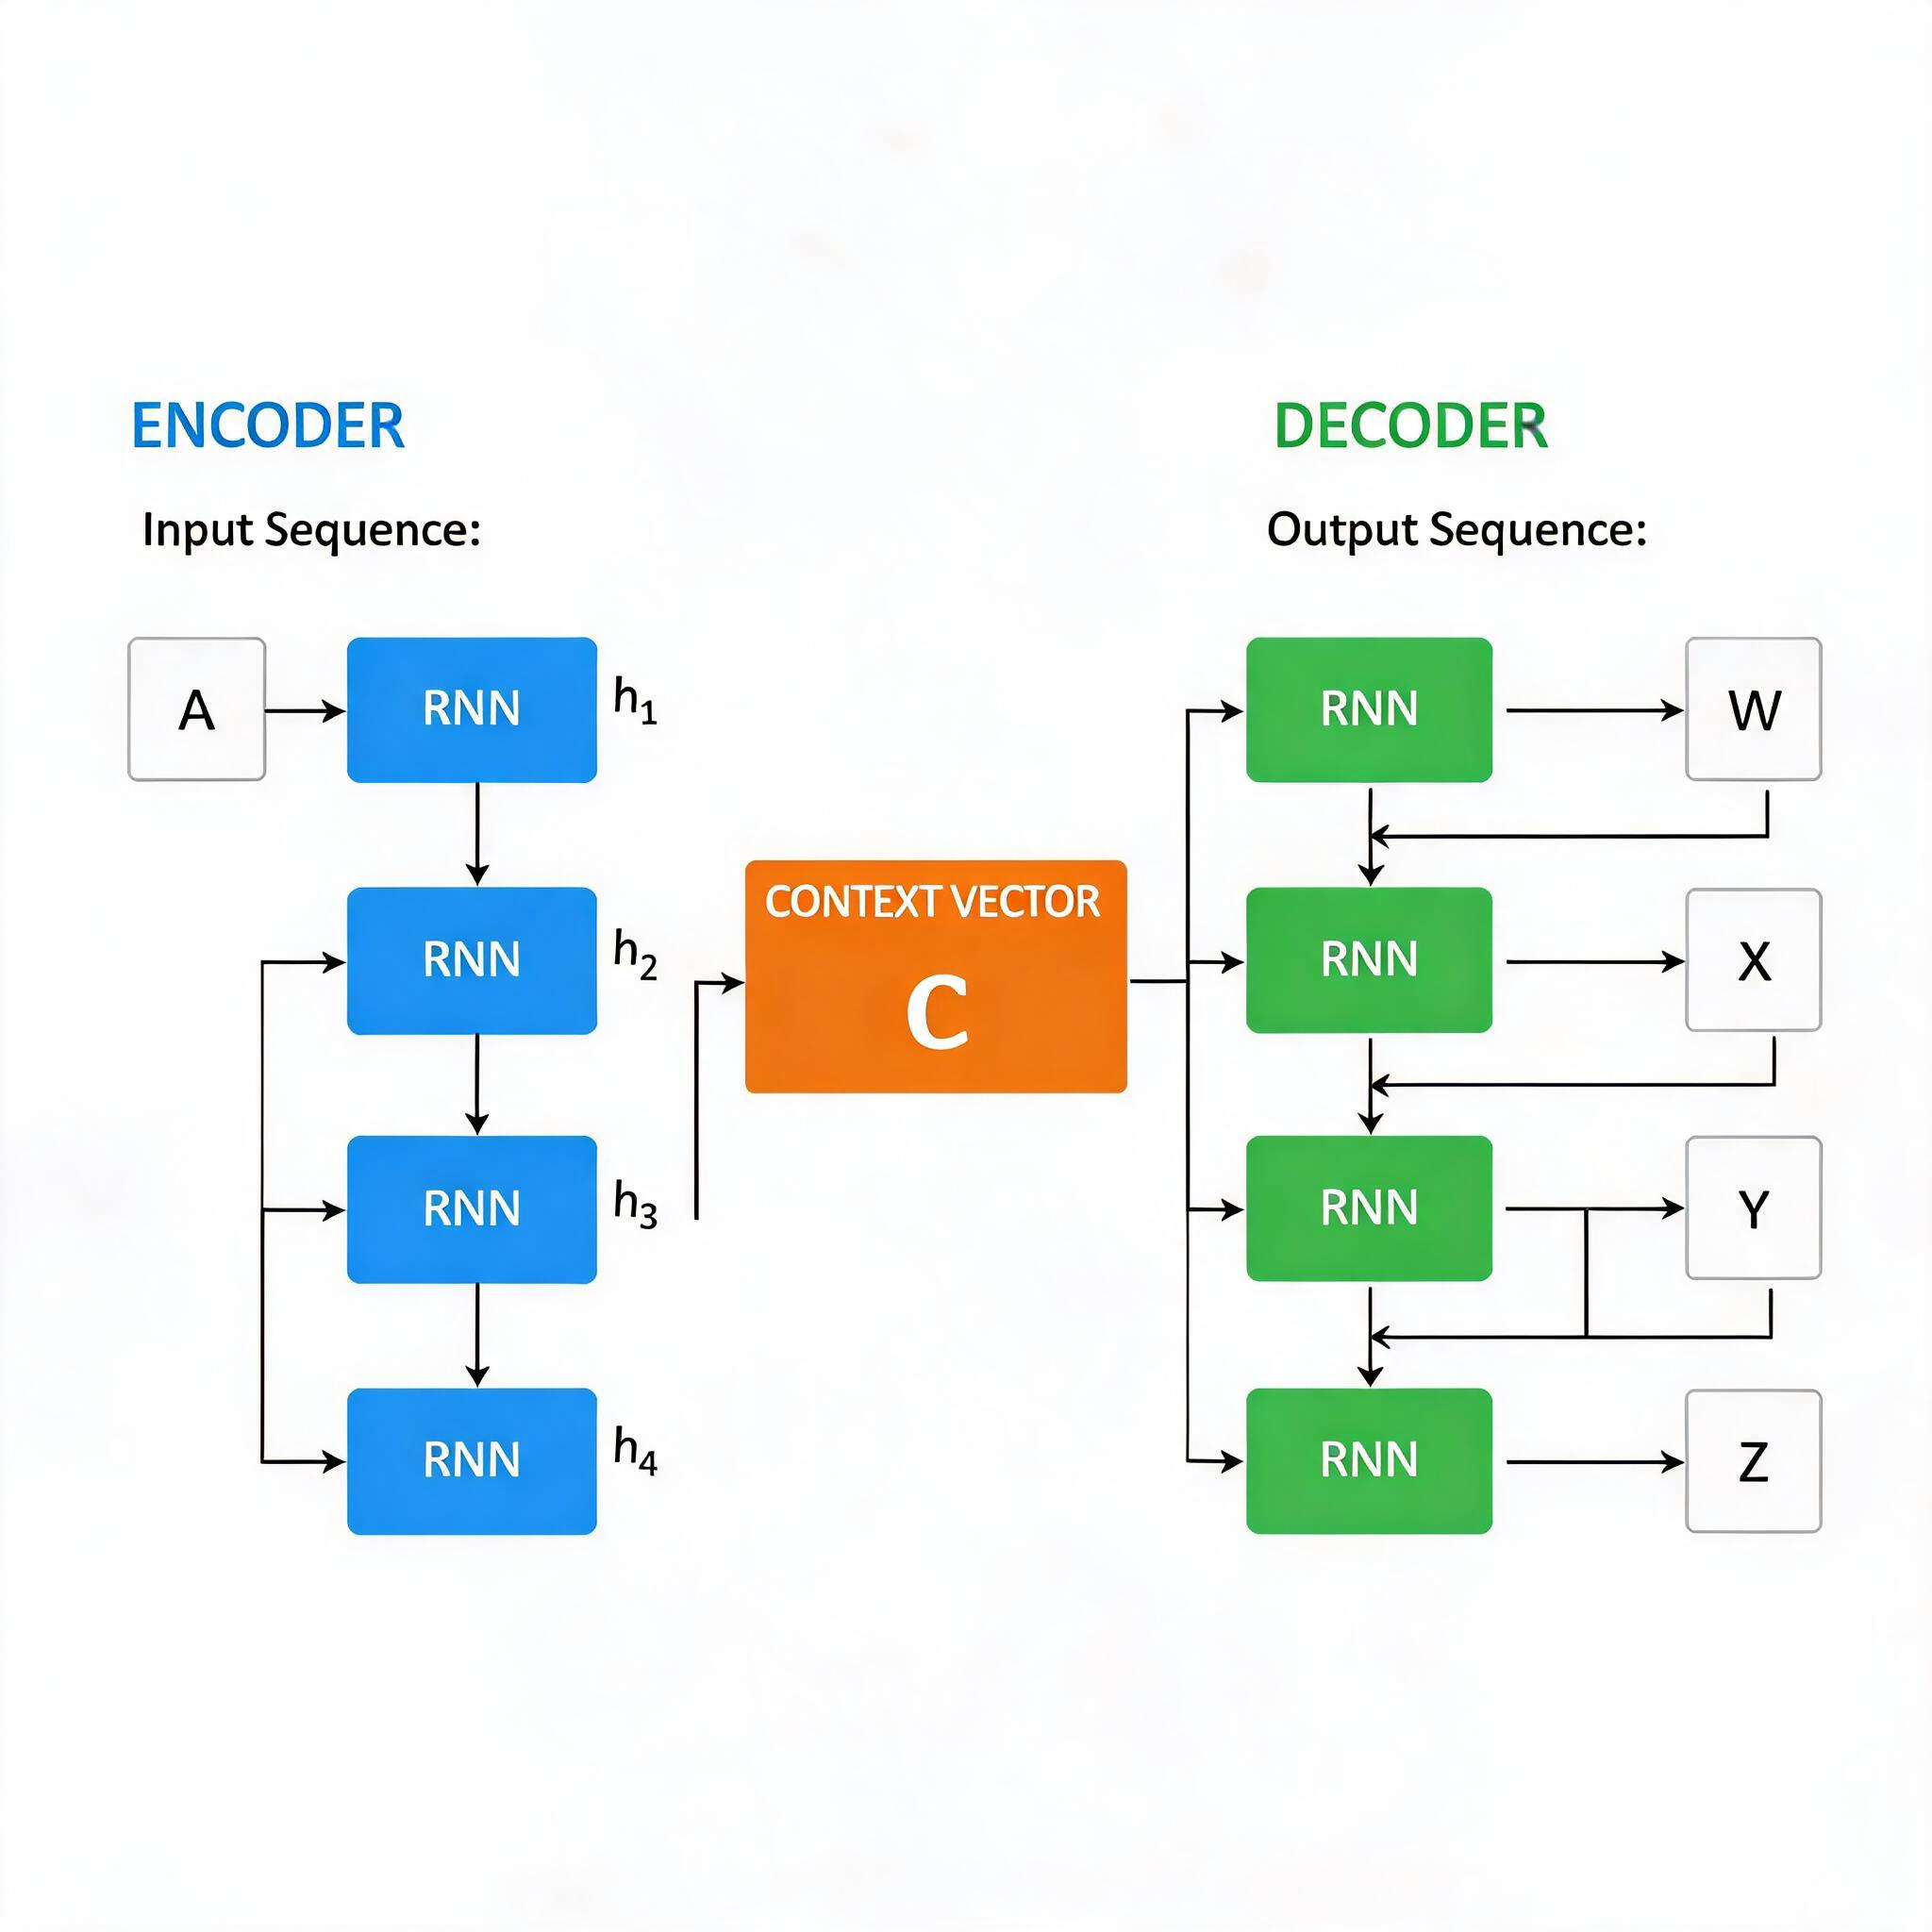 ENCODER
Input Sequence:
A
RNN
h₁
RNN
h₂
RNN
h₃
RNN
h₄
CONTEXT VECTOR
C
DECODER
Output Sequence:
RNN
W
RNN
X
RNN
Y
RNN
Z